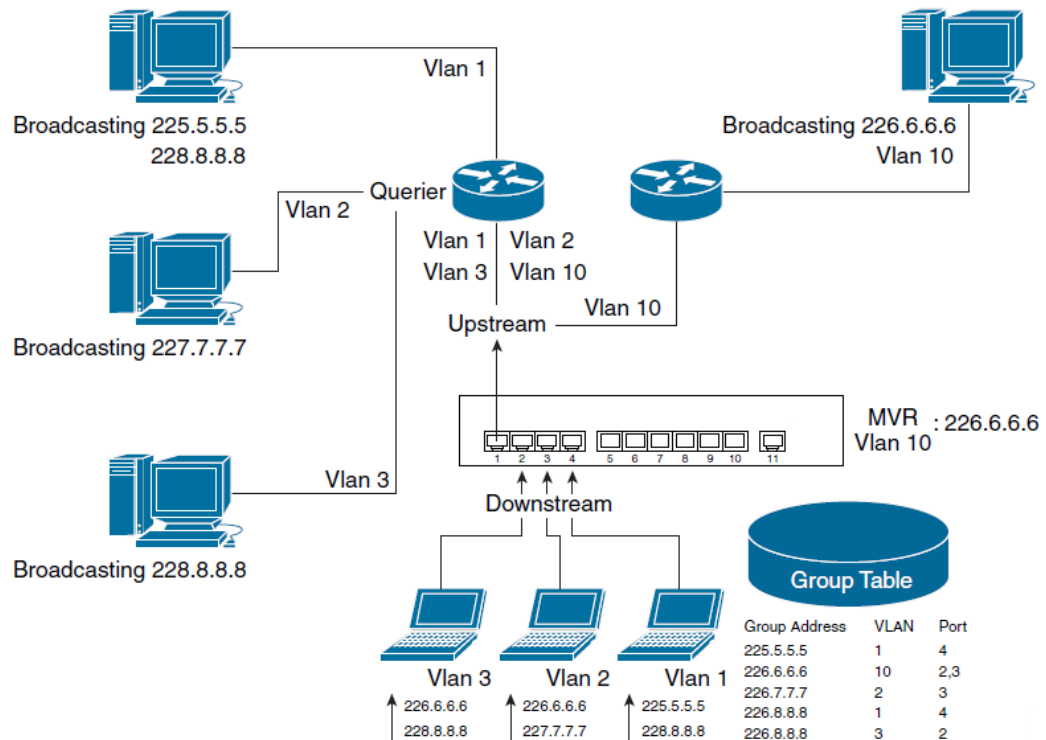 Vlan 1
Broadcasting 225.5.5.5
228.8.8.8
Broadcasting 226.6.6.6
Vlan 10
Querier
Vlan 2
Vlan 1 Vlan 2
Vlan 3 Vlan 10
Vlan 10
Upstream
Broadcasting 227.7.7.7
MVR : 226.6.6.6
Vlan 10
1 2 3 4 5 6 7 8 9 10 11
Vlan 3
Downstream
Broadcasting 228.8.8.8
Group Table
Group Address VLAN Port
225.5.5.5 1 4
226.6.6.6 10 2,3
226.7.7.7 2 3
226.8.8.8 1 4
226.8.8.8 3 2
Vlan 3
226.6.6.6
228.8.8.8
Vlan 2
226.6.6.6
227.7.7.7
Vlan 1
225.5.5.5
228.8.8.8